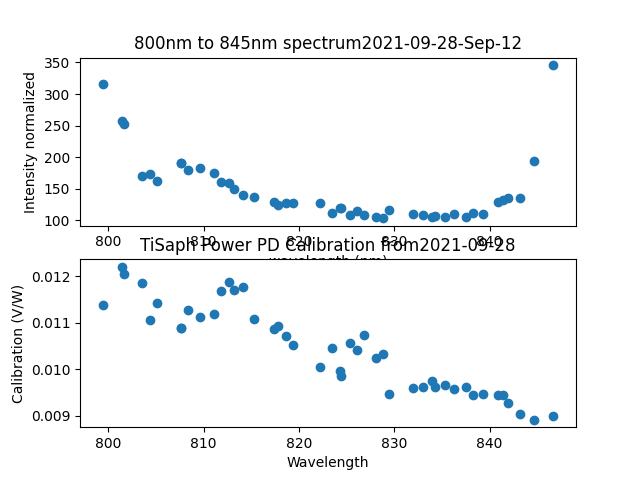 800nm to 845nm spectrum2021-09-28-Sep-12
350
300
250
200
150
100
Intensity normalized
800 810 820 830 840
wavelength (nm)
TiSaph Power PD Calibration from2021-09-28
0.012
0.011
0.010
0.009
Calibration (V/W)
800 810 820 830 840
Wavelength